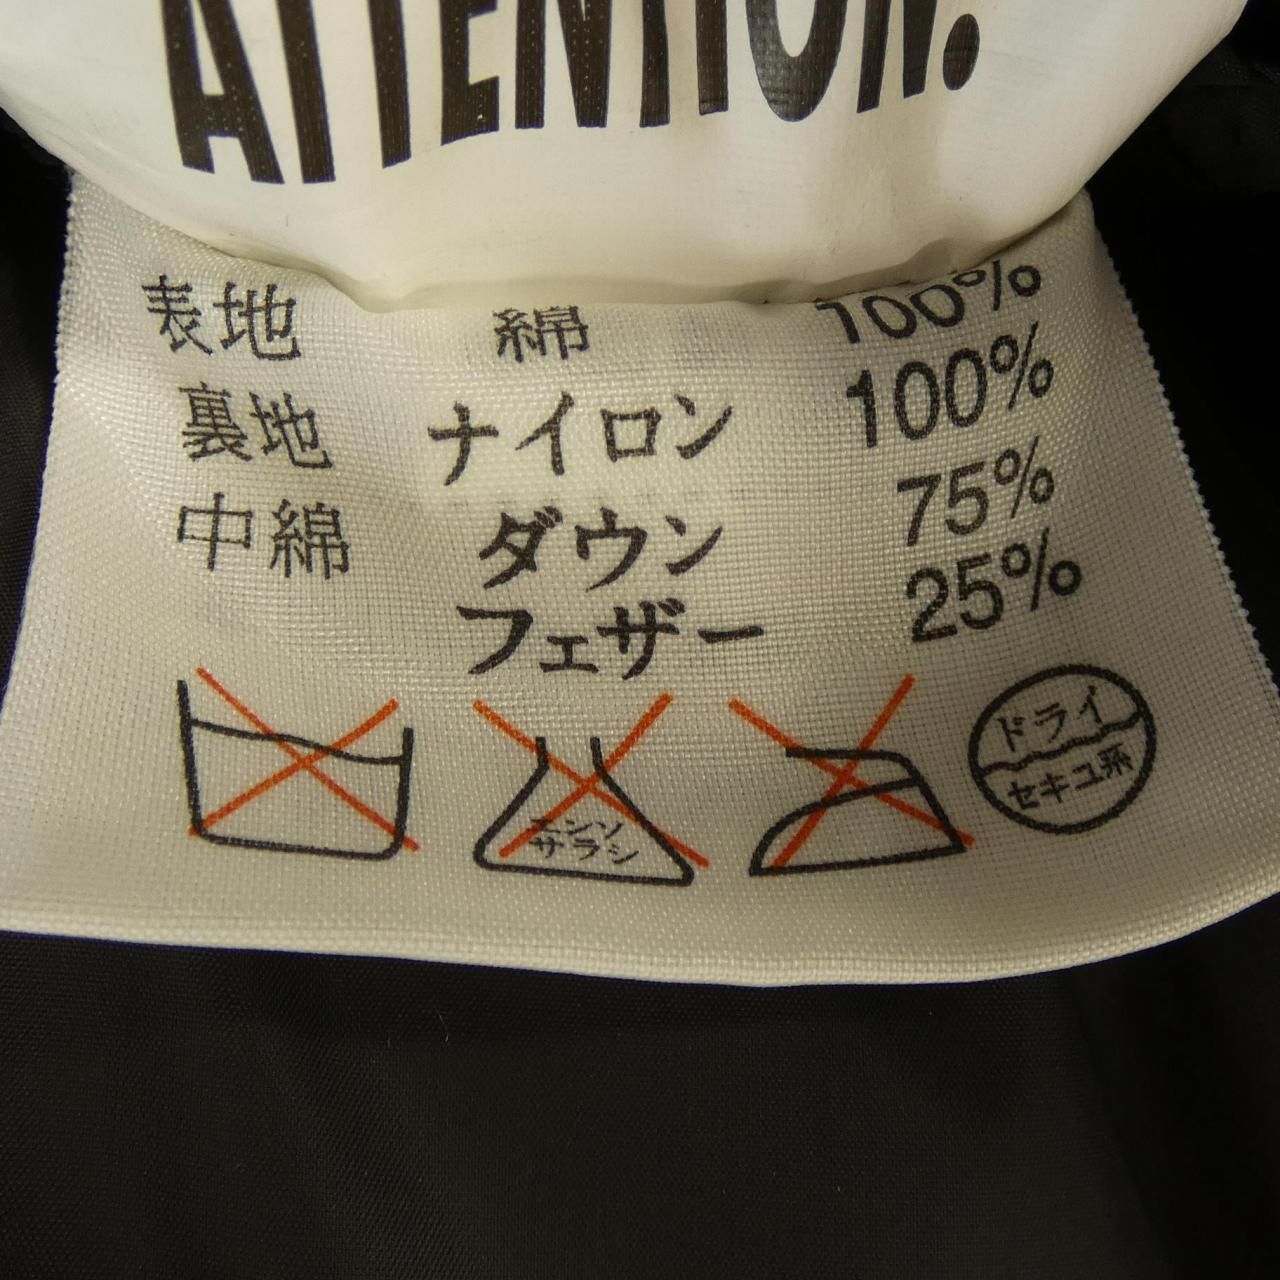 ATTENTION.
表地 綿 100%
裏地 ナイロン 100%
中綿 ダウン 75%
フェザー 25%
エンソ
サラシ
ドライ
セキユ系